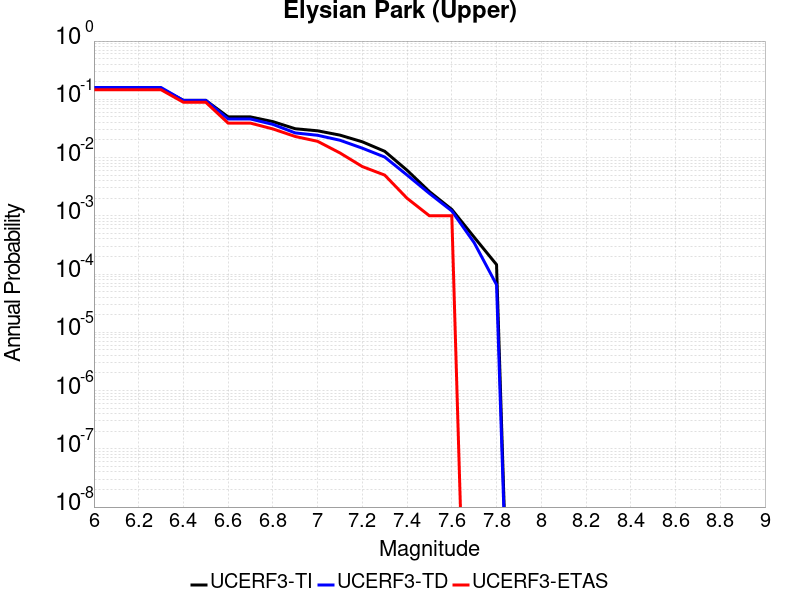 Elysian Park (Upper)
10^0
10^-1
10^-2
10^-3
10^-4
10^-5
10^-6
10^-7
10^-8
Annual Probability
6 6.2 6.4 6.6 6.8 7 7.2 7.4 7.6 7.8 8 8.2 8.4 8.6 8.8 9
Magnitude
UCERF3-TI UCERF3-TD UCERF3-ETAS